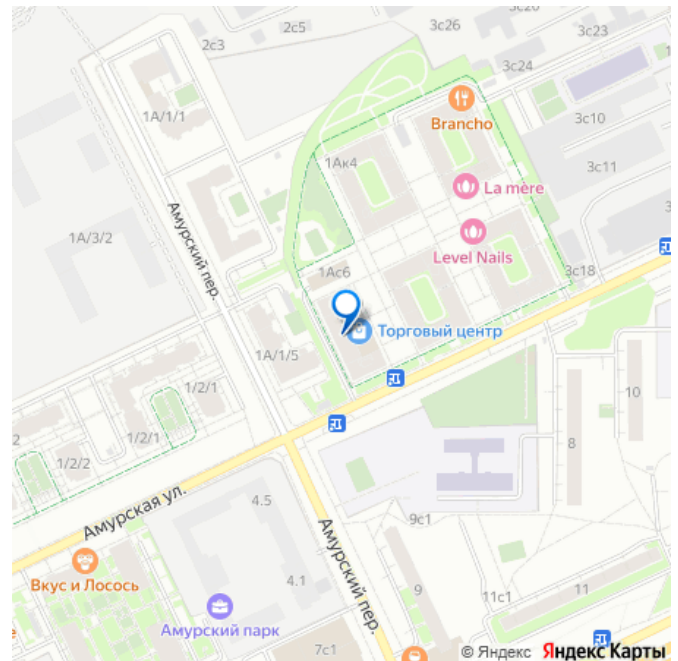 2с3
2с5
3с26
3с23
3с24
1А/1/1
Brancho
3с10
1Ак4
3с11
La mère
Амурский пер.
1А/3/2
Level Nails
1Ас6
3с18
Торговый центр
1А/1/5
1/2/1
10
1/2/1
8
1/2/2
4.5
Амурская ул.
9с1
Вкус и Лосось
Амурский пер.
4.1
9
11с1
11
Амурский парк
7с1
© Яндекс Яндекс Карты